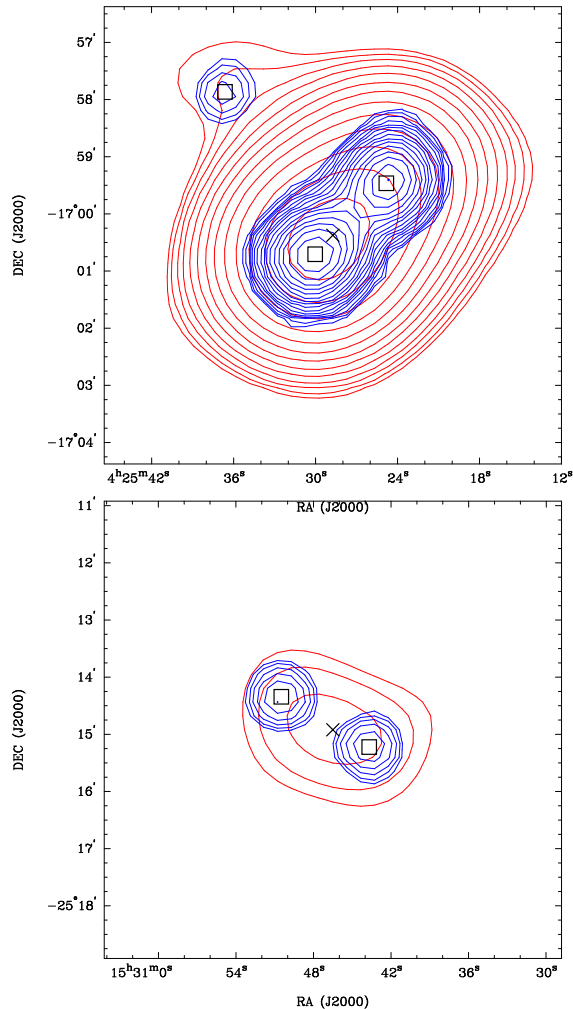 57′
58′
59′
−17°00′
01′
02′
03′
−17°04′
DEC (J2000)
4ʰ25ᵐ42ˢ 36ˢ 30ˢ 24ˢ 18ˢ 12ˢ
RA (J2000)
11′
12′
13′
14′
15′
16′
17′
−25°18′
DEC (J2000)
15ʰ31ᵐ0ˢ 54ˢ 48ˢ 42ˢ 36ˢ 30ˢ
RA (J2000)